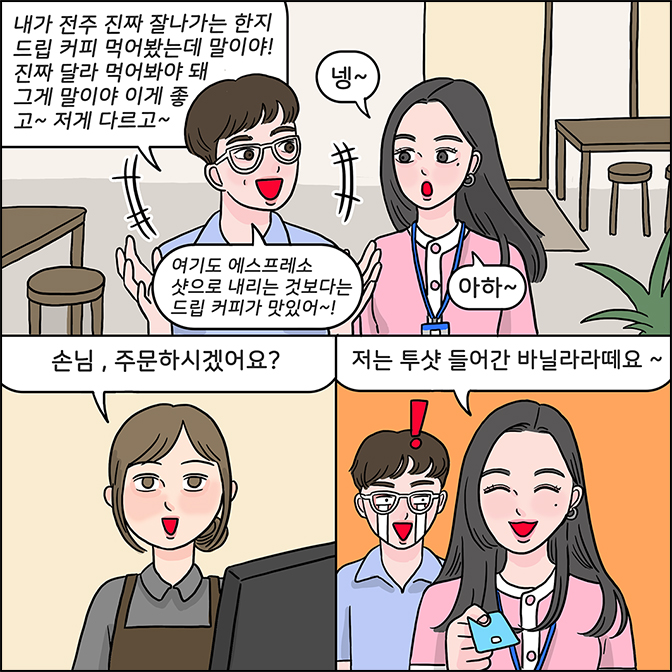 내가 전주 진짜 잘나가는 한지
드립 커피 먹어봤는데 말이야!
진짜 달라 먹어봐야 돼
그게 말이야 이게 좋
고~ 저게 다르고~
넹~
여기도 에스프레소
샷으로 내리는 것보다는
드립 커피가 맛있어~!
아하~
손님 , 주문하시겠어요?
저는 투샷 들어간 바닐라라떼요 ~